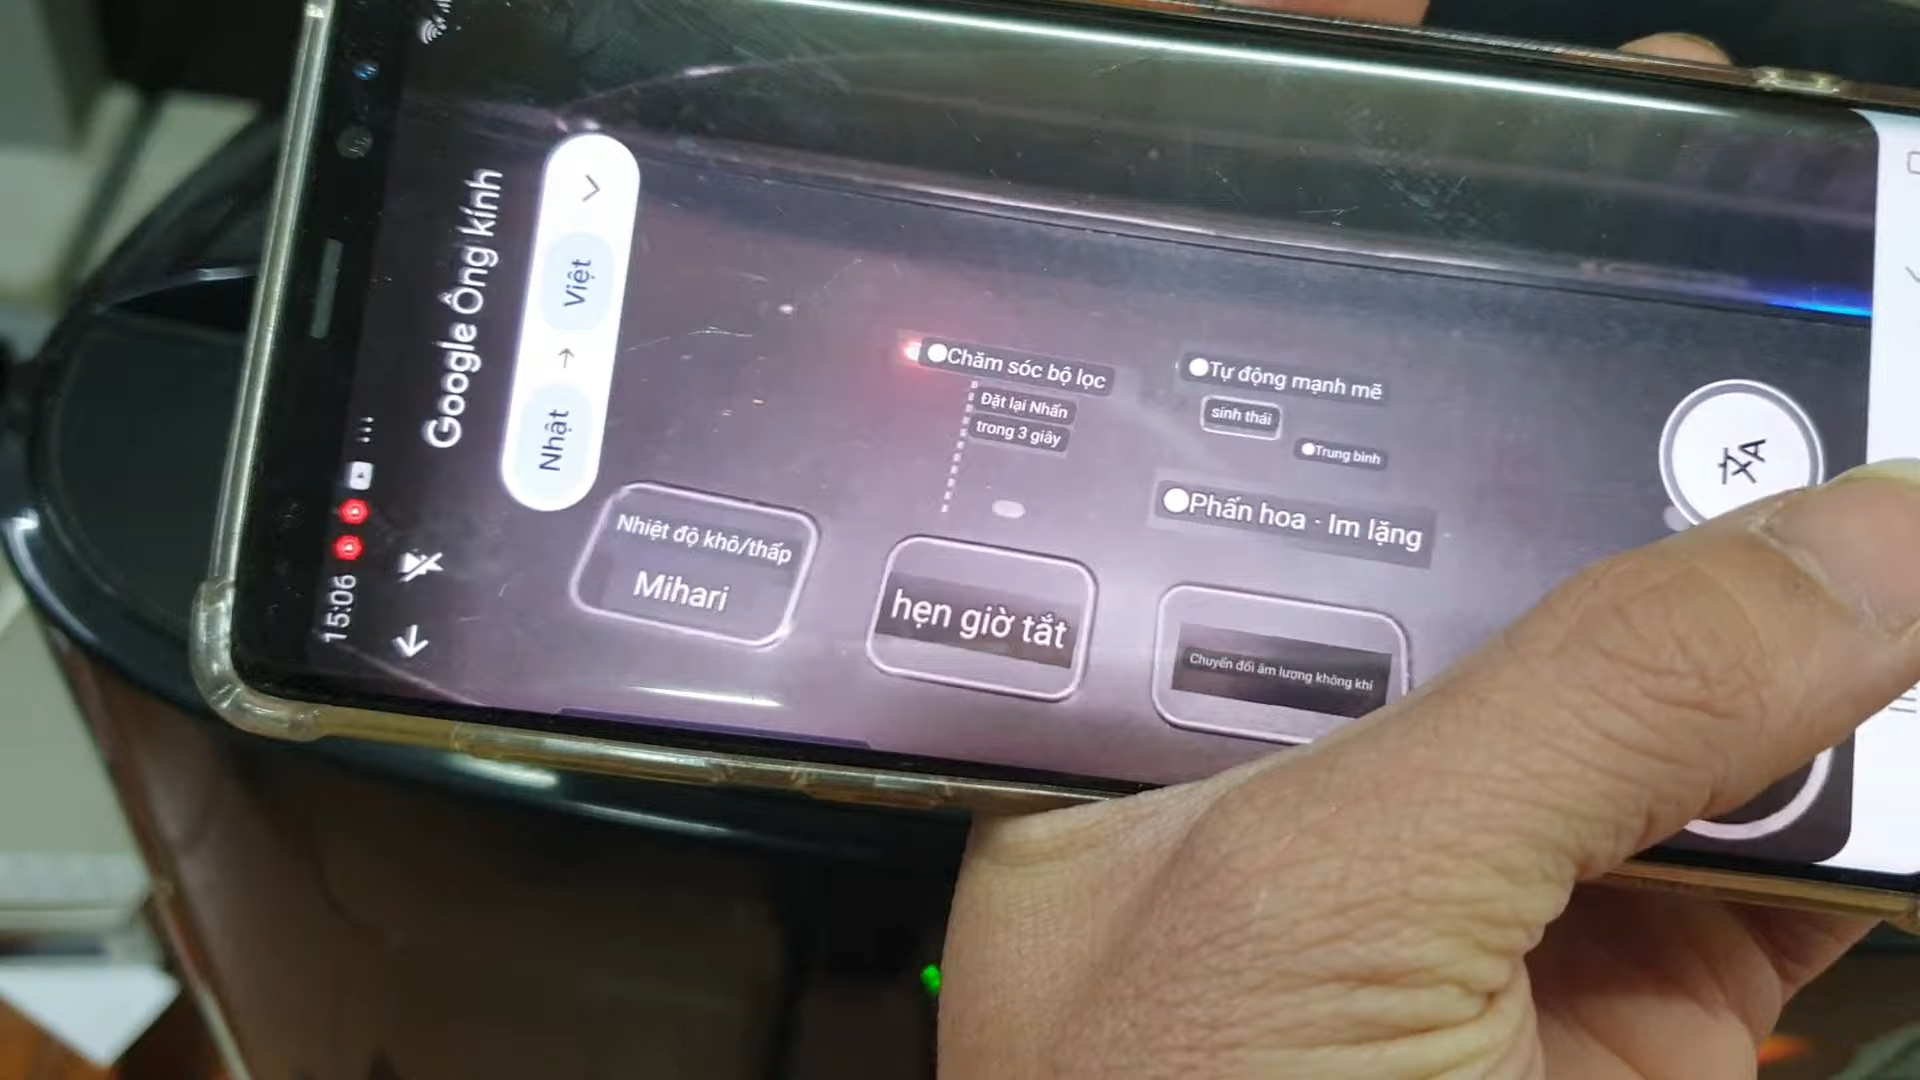 15:06
Google Ống kính
Nhật → Việt
Chăm sóc bộ lọc
Đặt lại Nhấn
trong 3 giây
Tự động mạnh mẽ
sinh thái
Trung bình
Phấn hoa · Im lặng
Nhiệt độ khô/thấp
Mihari
hẹn giờ tắt
Chuyển đổi âm lượng không khí